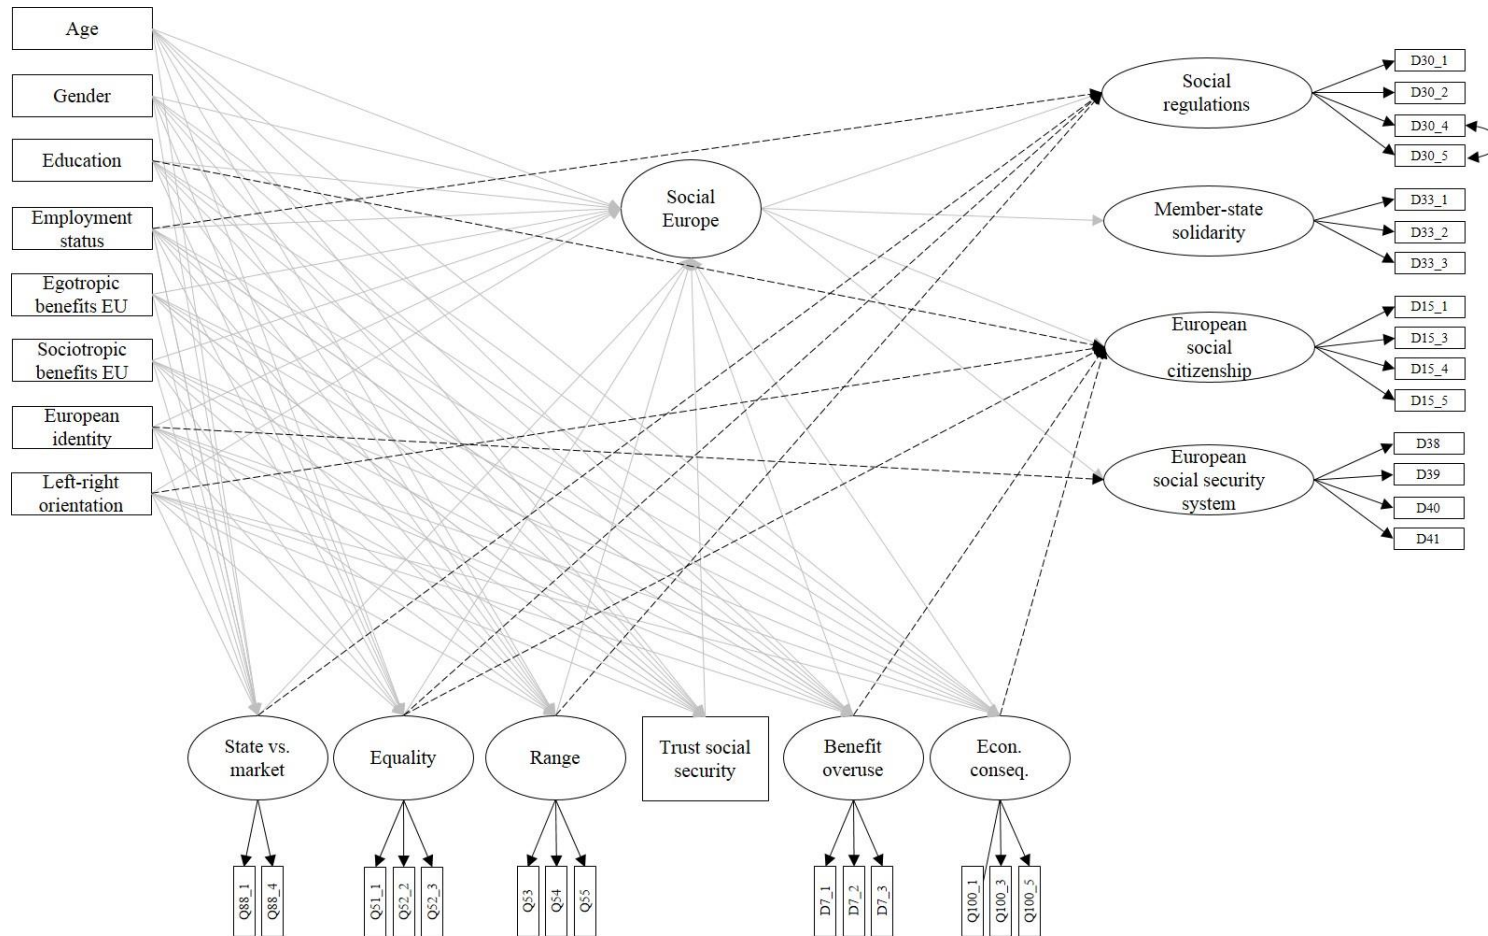 Age
Gender
Education
Employment
status
Egotropic
benefits EU
Sociotropic
benefits EU
European
identity
Left-right
orientation
Social
Europe
Social
regulations
Member-state
solidarity
European
social
citizenship
European
social security
system
D30_1
D30_2
D30_4
D30_5
D33_1
D33_2
D33_3
D15_1
D15_3
D15_4
D15_5
D38
D39
D40
D41
State vs.
market
Equality
Range
Trust social
security
Benefit
overuse
Econ.
conseq.
Q88_1
Q88_4
Q51_1
Q52_2
Q52_3
Q53
Q54
Q55
D7_1
D7_2
D7_3
Q100_1
Q100_3
Q100_5